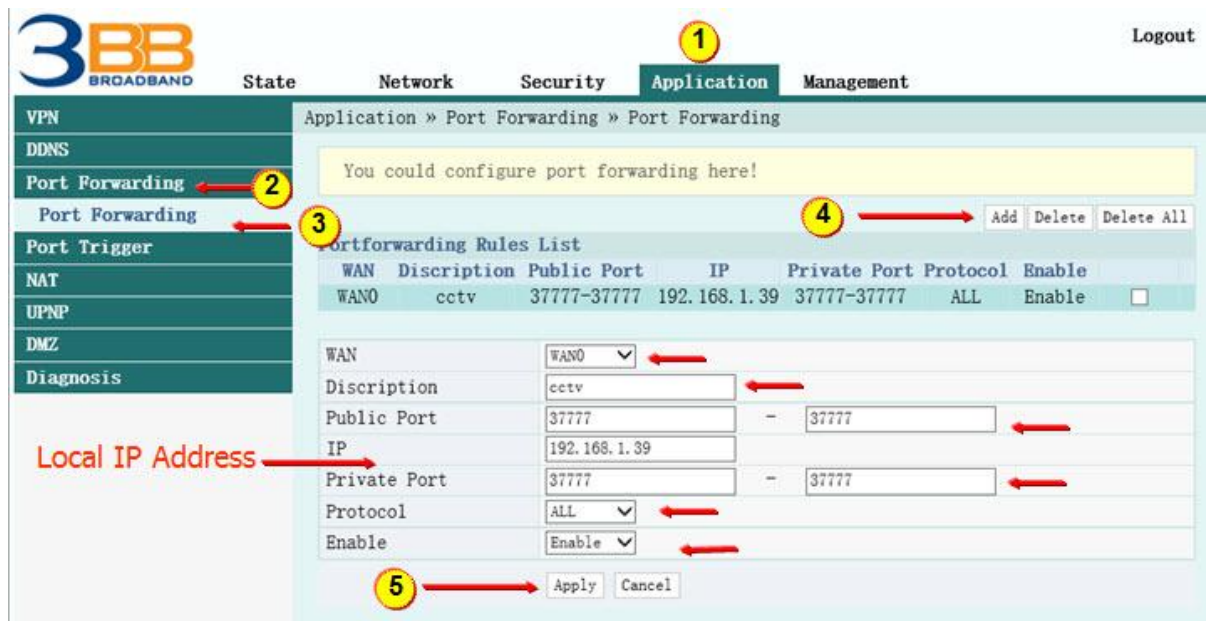 3BB
BROADBAND
Logout
1
State Network Security Application Management
VPN
DDNS
Port Forwarding
2
Port Forwarding
3
Port Trigger
NAT
UPNP
DMZ
Diagnosis
Application » Port Forwarding » Port Forwarding
You could configure port forwarding here!
4
Add Delete Delete All
Portforwarding Rules List
WAN Discription Public Port IP Private Port Protocol Enable
WAN0 cctv 37777-37777 192.168.1.39 37777-37777 ALL Enable
WAN WAN0
Discription cctv
Public Port 37777 - 37777
Local IP Address
IP 192.168.1.39
Private Port 37777 - 37777
Protocol ALL
Enable Enable
5
Apply Cancel